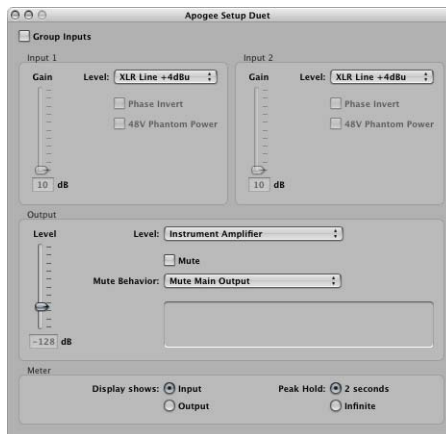 Apogee Setup Duet
Group Inputs
Input 1
Gain
Level: XLR Line +4dBu
Phase Invert
48V Phantom Power
10 dB
Input 2
Gain
Level: XLR Line +4dBu
Phase Invert
48V Phantom Power
10 dB
Output
Level
Level: Instrument Amplifier
Mute
Mute Behavior: Mute Main Output
-128 dB
Meter
Display shows: Input
Output
Peak Hold: 2 seconds
Infinite